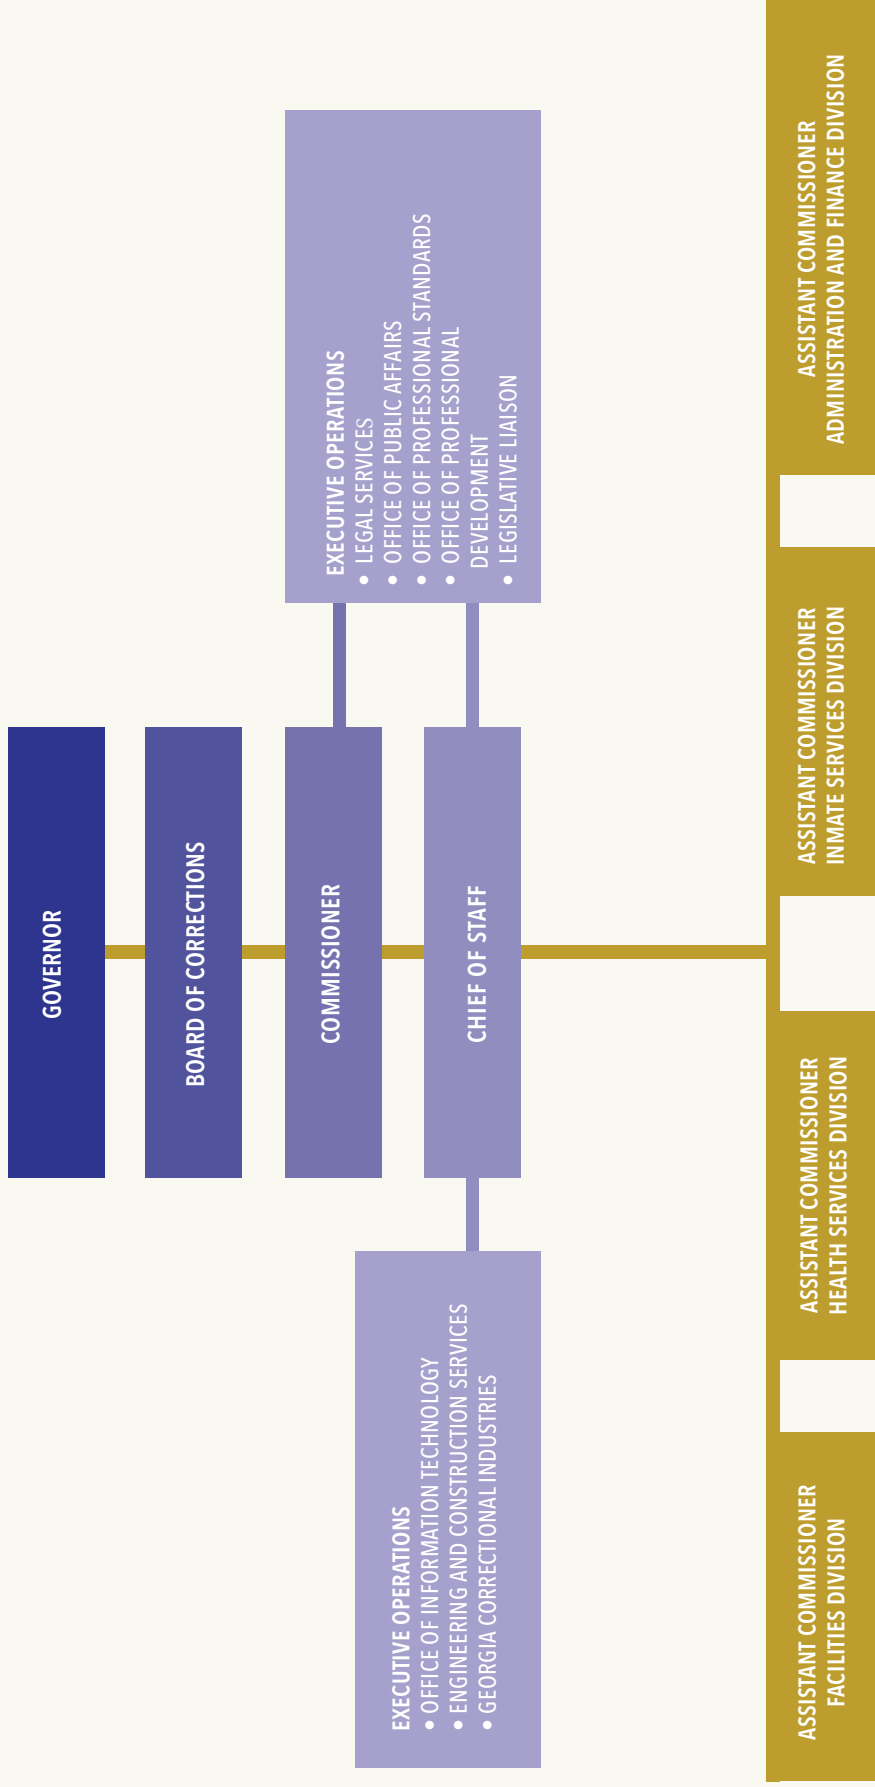 GOVERNOR
BOARD OF CORRECTIONS
COMMISSIONER
CHIEF OF STAFF
EXECUTIVE OPERATIONS
• OFFICE OF INFORMATION TECHNOLOGY
• ENGINEERING AND CONSTRUCTION SERVICES
• GEORGIA CORRECTIONAL INDUSTRIES
EXECUTIVE OPERATIONS
• LEGAL SERVICES
• OFFICE OF PUBLIC AFFAIRS
• OFFICE OF PROFESSIONAL STANDARDS
• OFFICE OF PROFESSIONAL
DEVELOPMENT
• LEGISLATIVE LIAISON
ASSISTANT COMMISSIONER
FACILITIES DIVISION
ASSISTANT COMMISSIONER
HEALTH SERVICES DIVISION
ASSISTANT COMMISSIONER
INMATE SERVICES DIVISION
ASSISTANT COMMISSIONER
ADMINISTRATION AND FINANCE DIVISION